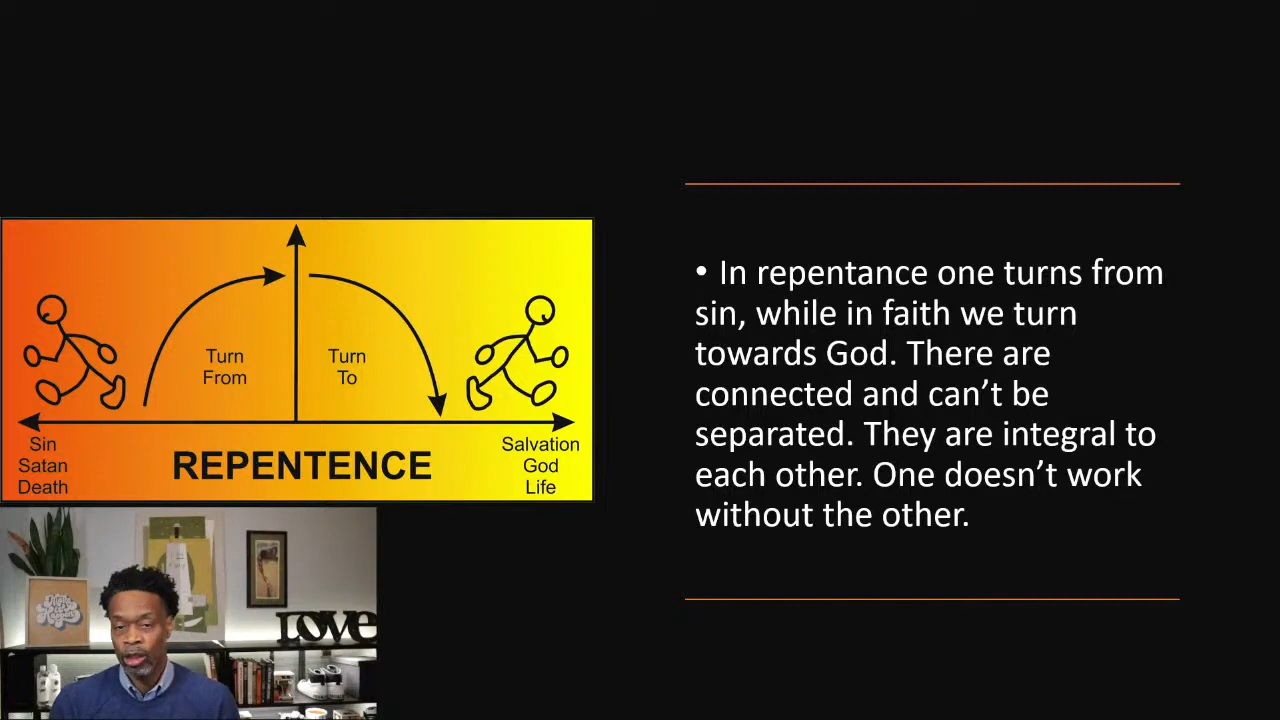 Turn
From
Turn
To
Sin
Satan
Death
REPENTENCE
Salvation
God
Life
• In repentance one turns from
sin, while in faith we turn
towards God. There are
connected and can’t be
separated. They are integral to
each other. One doesn’t work
without the other.
love